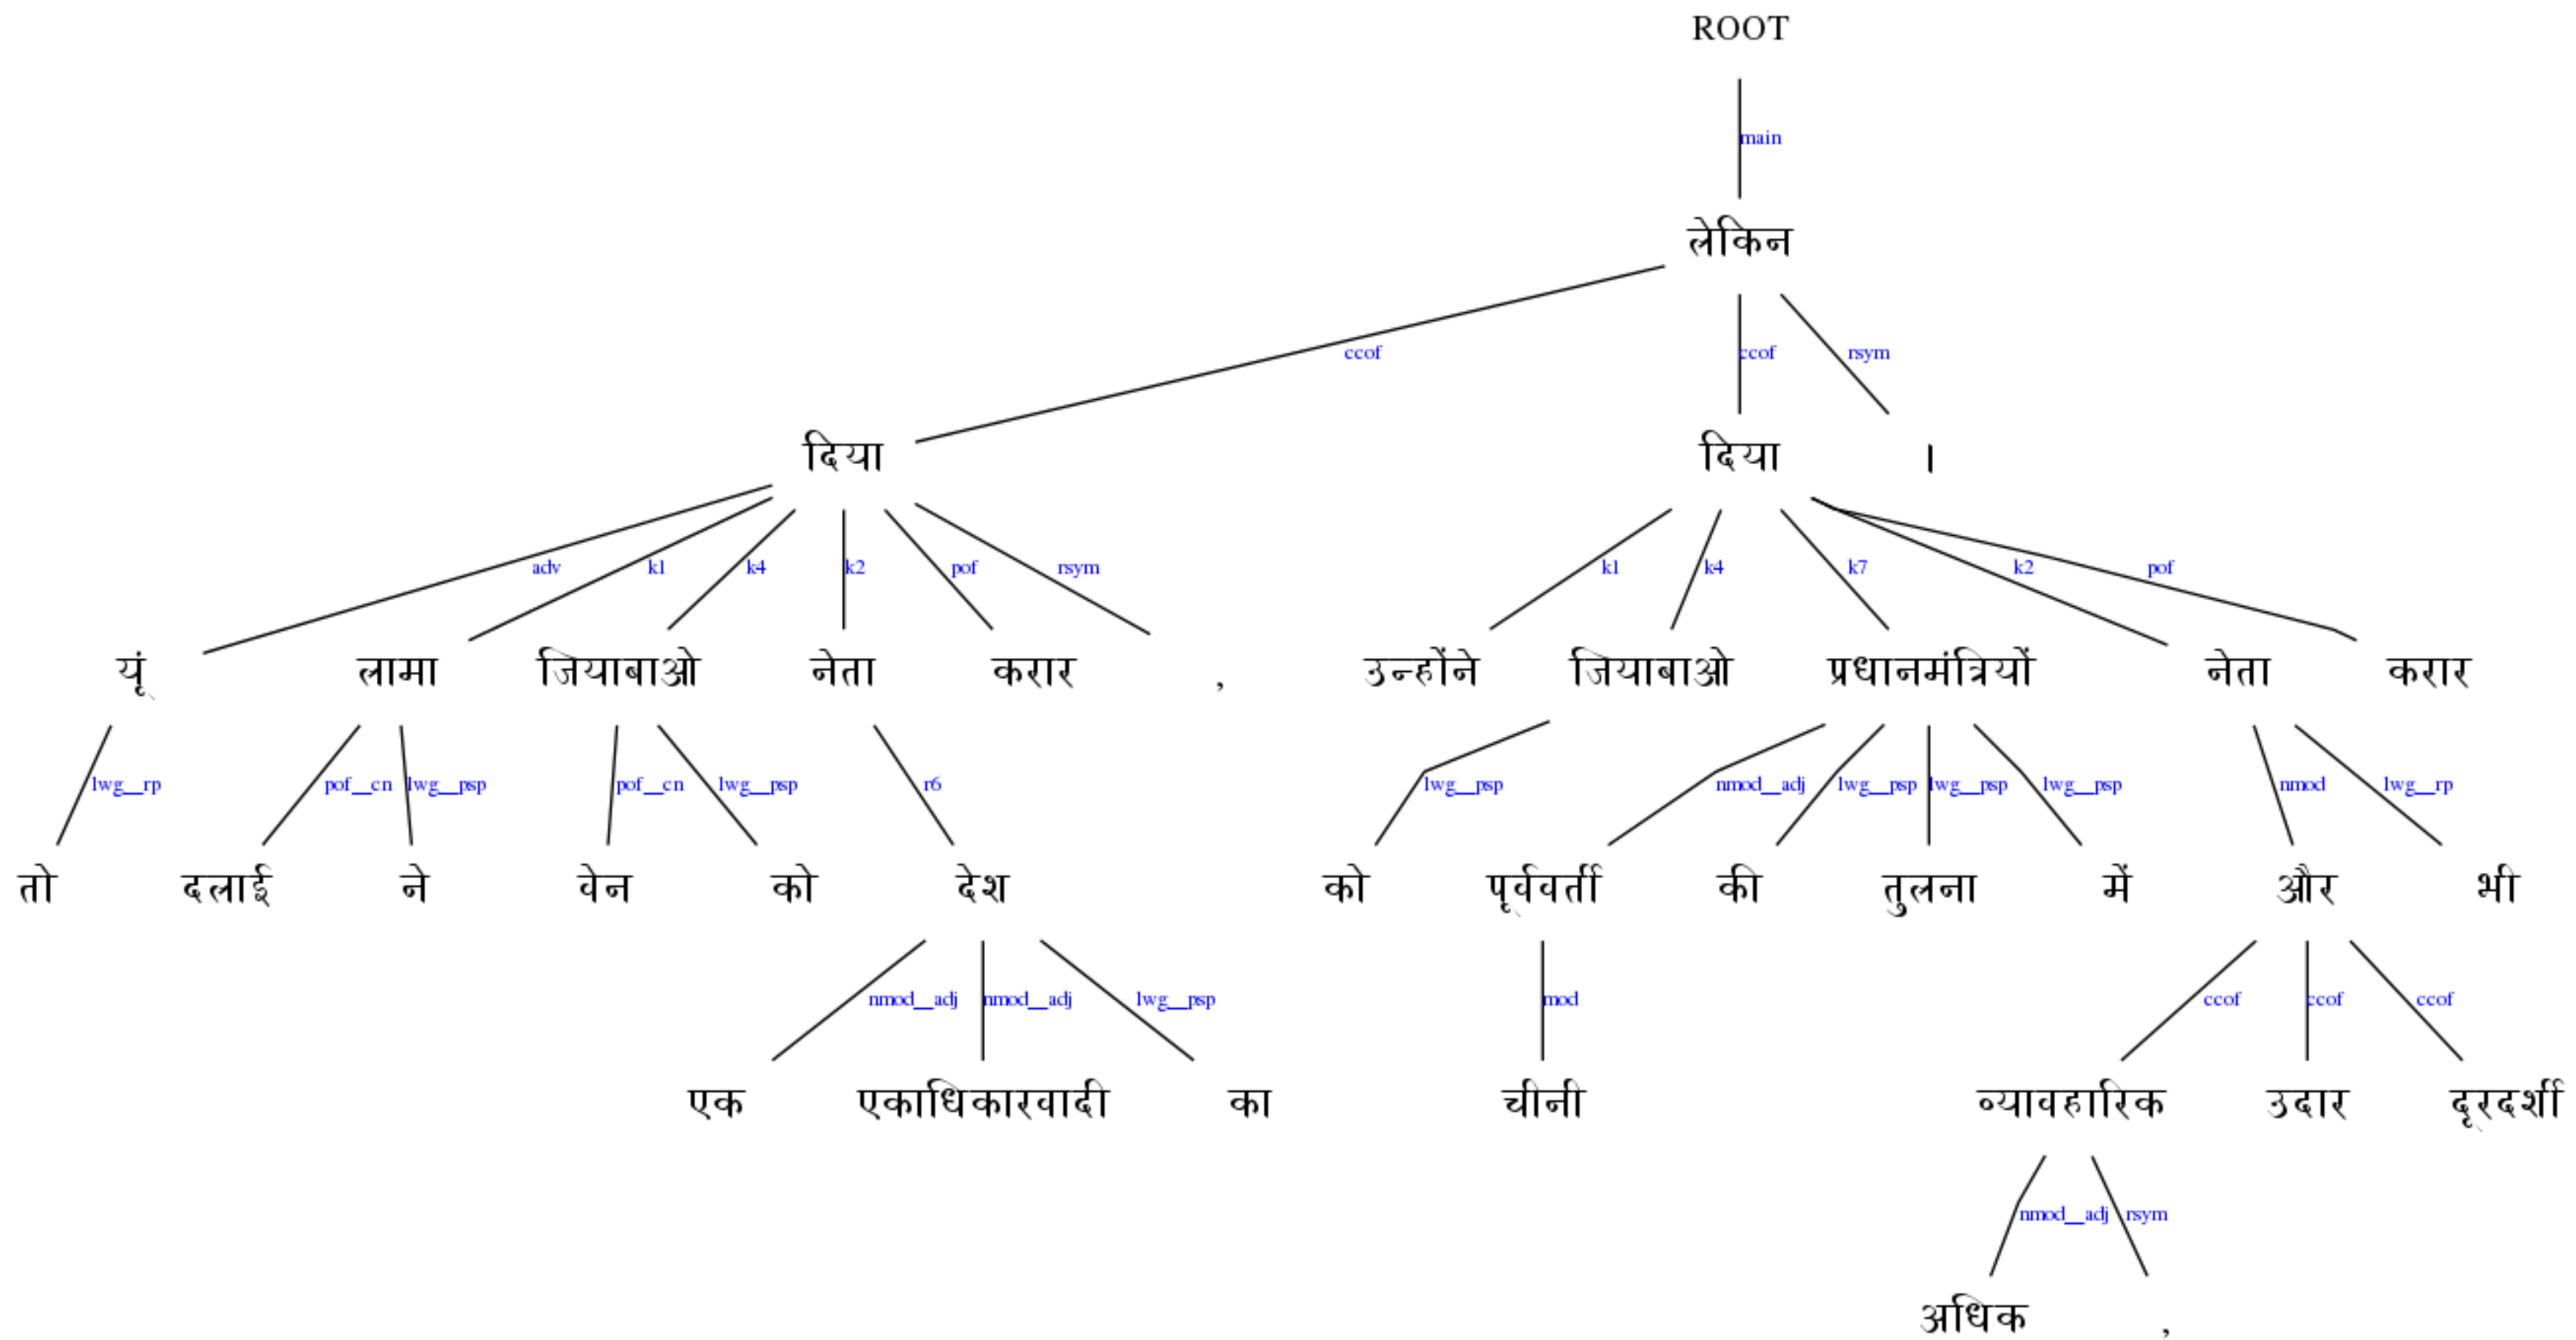 ROOT
main
लेकिन
ccof ccof rsym
दिया दिया ।
adv k1 k4 k2 pof rsym k1 k4 k7 k2 pof
यूं लामा जियाबाओ नेता करार , उन्होंने जियाबाओ प्रधानमंत्रियों नेता करार
lwg__rp pof__cn lwg__psp pof__cn lwg__psp r6 lwg__psp nmod__adj lwg__psp lwg__psp lwg__psp nmod lwg__rp
तो दलाई ने वेन को देश को पूर्ववर्ती की तुलना में और भी
nmod__adj nmod__adj lwg__psp mod ccof ccof ccof
एक एकाधिकारवादी का चीनी व्यावहारिक उदार दूरदर्शी
nmod__adj rsym
अधिक ,